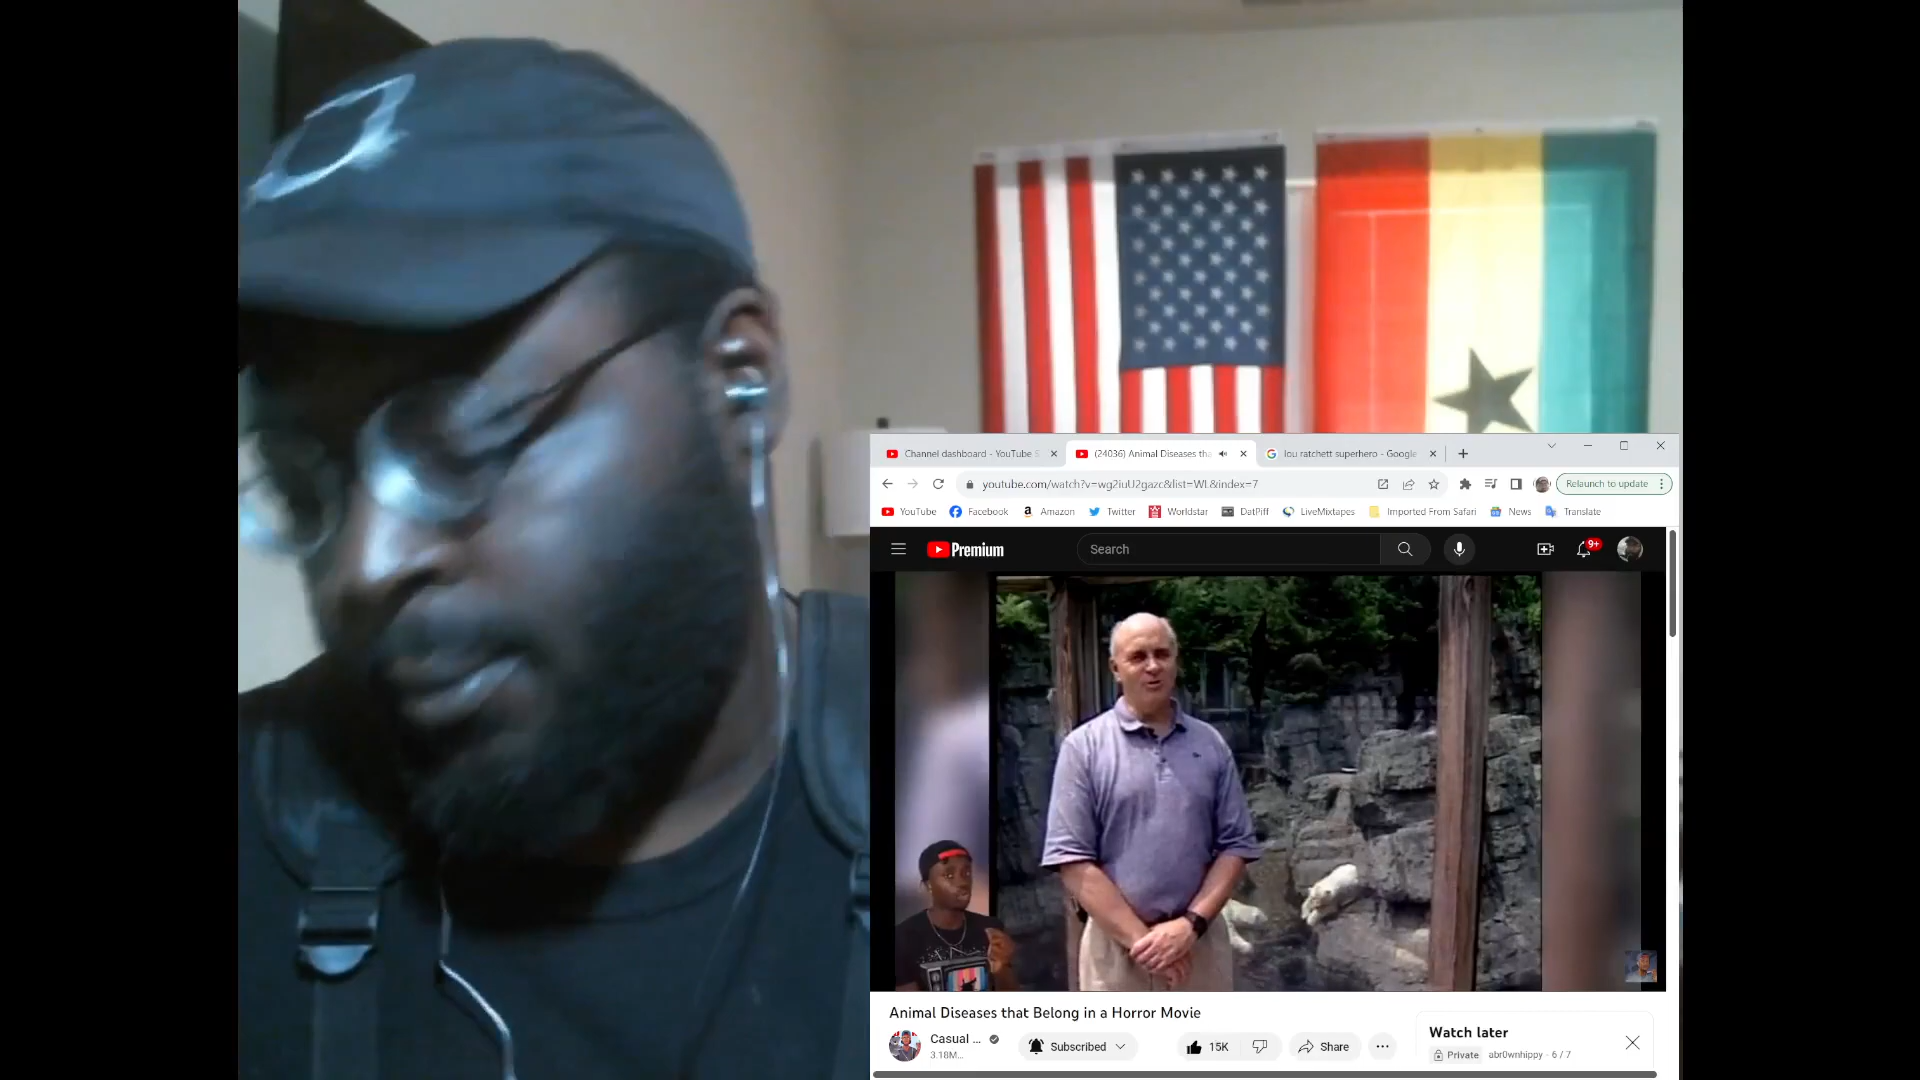 Channel dashboard - YouTube S
(24036) Animal Diseases tha
lou ratchett superhero - Google
youtube.com/watch?v=wg2iuU2gazc&list=WL&index=7
Relaunch to update
YouTube
Facebook
Amazon
Twitter
Worldstar
DatPiff
LiveMixtapes
Imported From Safari
News
Translate
Premium
Search
9+
Animal Diseases that Belong in a Horror Movie
Casual ...
3.18M...
Subscribed
15K
Share
Watch later
Private
abr0wnhippy - 6 / 7